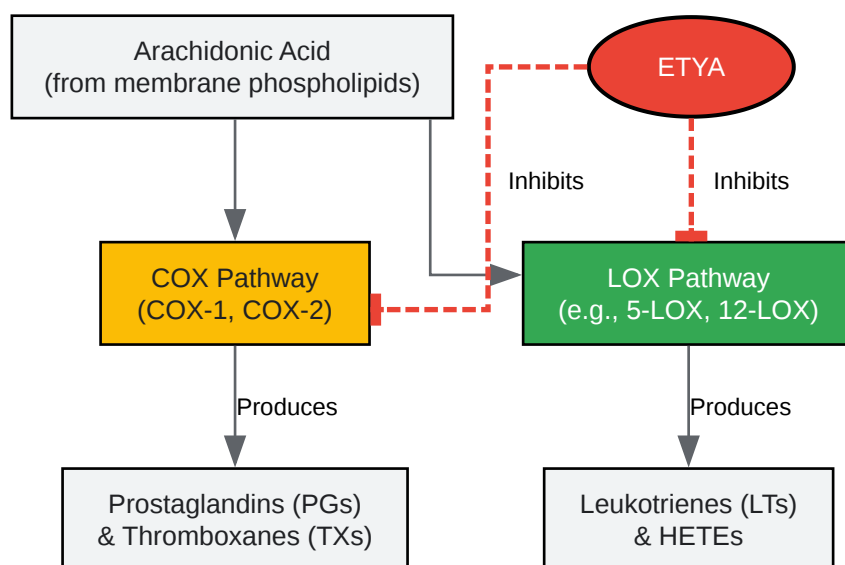 Arachidonic Acid
(from membrane phospholipids)
ETYA
Inhibits
Inhibits
COX Pathway
(COX-1, COX-2)
LOX Pathway
(e.g., 5-LOX, 12-LOX)
Produces
Produces
Prostaglandins (PGs)
& Thromboxanes (TXs)
Leukotrienes (LTs)
& HETEs